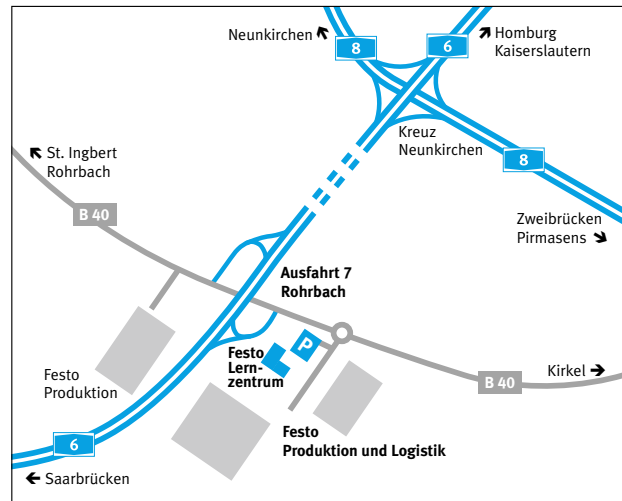 Neunkirchen
8
6
Homburg
Kaiserslautern
St. Ingbert
Rohrbach
Kreuz
Neunkirchen
8
B 40
Zweibrücken
Pirmasens
Ausfahrt 7
Rohrbach
Festo
Lern-
zentrum
P
Festo
Produktion
Kirkel
B 40
Festo
Produktion und Logistik
6
Saarbrücken